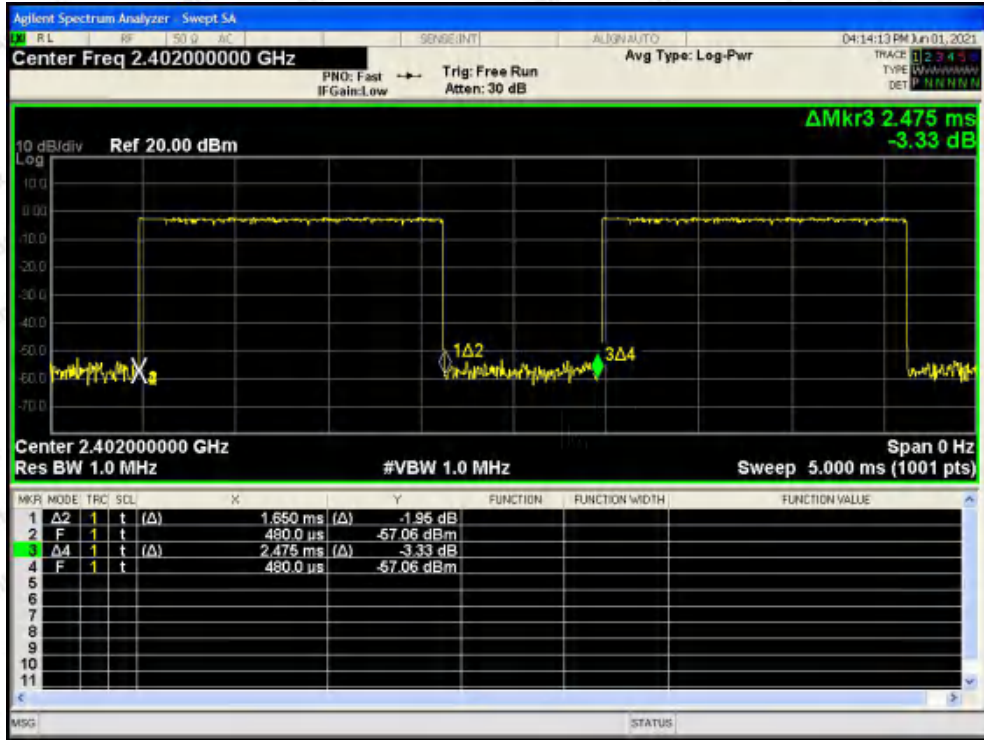 Agilent Spectrum Analyzer - Swept SA
LXI RL RF 50 Ω AC SENSE:INT ALIGNAUTO 04:14:13 PM Jun 01, 2021
Center Freq 2.402000000 GHz Avg Type: Log-Pwr TRACE 1 2 3 4 5 6
PNO: Fast Trig: Free Run TYPE
IFGain:Low Atten: 30 dB DET P N N N N N
ΔMkr3 2.475 ms
10 dB/div Ref 20.00 dBm -3.33 dB
Log
10.0
0.00
-10.0
-20.0
-30.0
-40.0
-50.0
1Δ2
3Δ4
-60.0
-70.0
Center 2.402000000 GHz Span 0 Hz
Res BW 1.0 MHz #VBW 1.0 MHz Sweep 5.000 ms (1001 pts)
MKR MODE TRC SCL X Y FUNCTION FUNCTION WIDTH FUNCTION VALUE
1 Δ2 1 t (Δ) 1.650 ms (Δ) -1.95 dB
2 F 1 t 480.0 µs -57.06 dBm
3 Δ4 1 t (Δ) 2.475 ms (Δ) -3.33 dB
4 F 1 t 480.0 µs -57.06 dBm
5
6
7
8
9
10
11
MSG STATUS